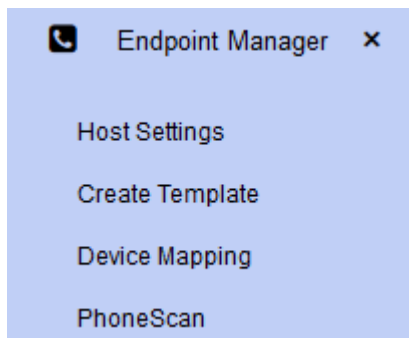 Endpoint Manager ×
Host Settings
Create Template
Device Mapping
PhoneScan